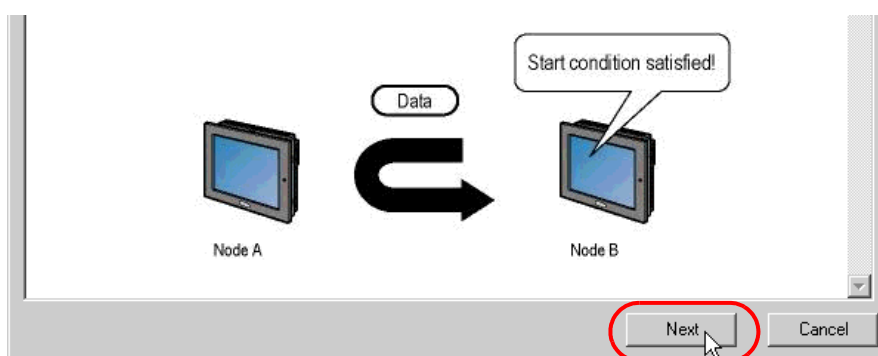 Start condition satisfied!
Data
Node A
Node B
Next
Cancel